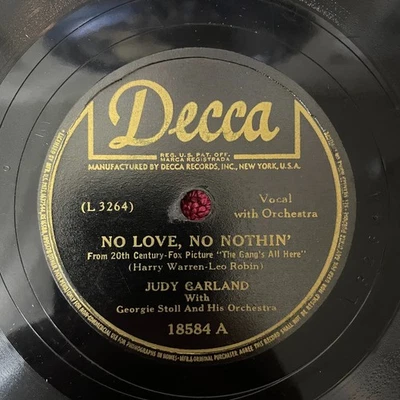 Decca
REG. U.S. PAT. OFF.
MARCA REGISTRADA
MANUFACTURED BY DECCA RECORDS, INC., NEW YORK, U.S.A.
(L 3264)
Vocal
with Orchestra
NO LOVE, NO NOTHIN'
From 20th Century-Fox Picture "The Gang's All Here"
(Harry Warren-Leo Robin)
JUDY GARLAND
With
Georgie Stoll And His Orchestra
18584 A